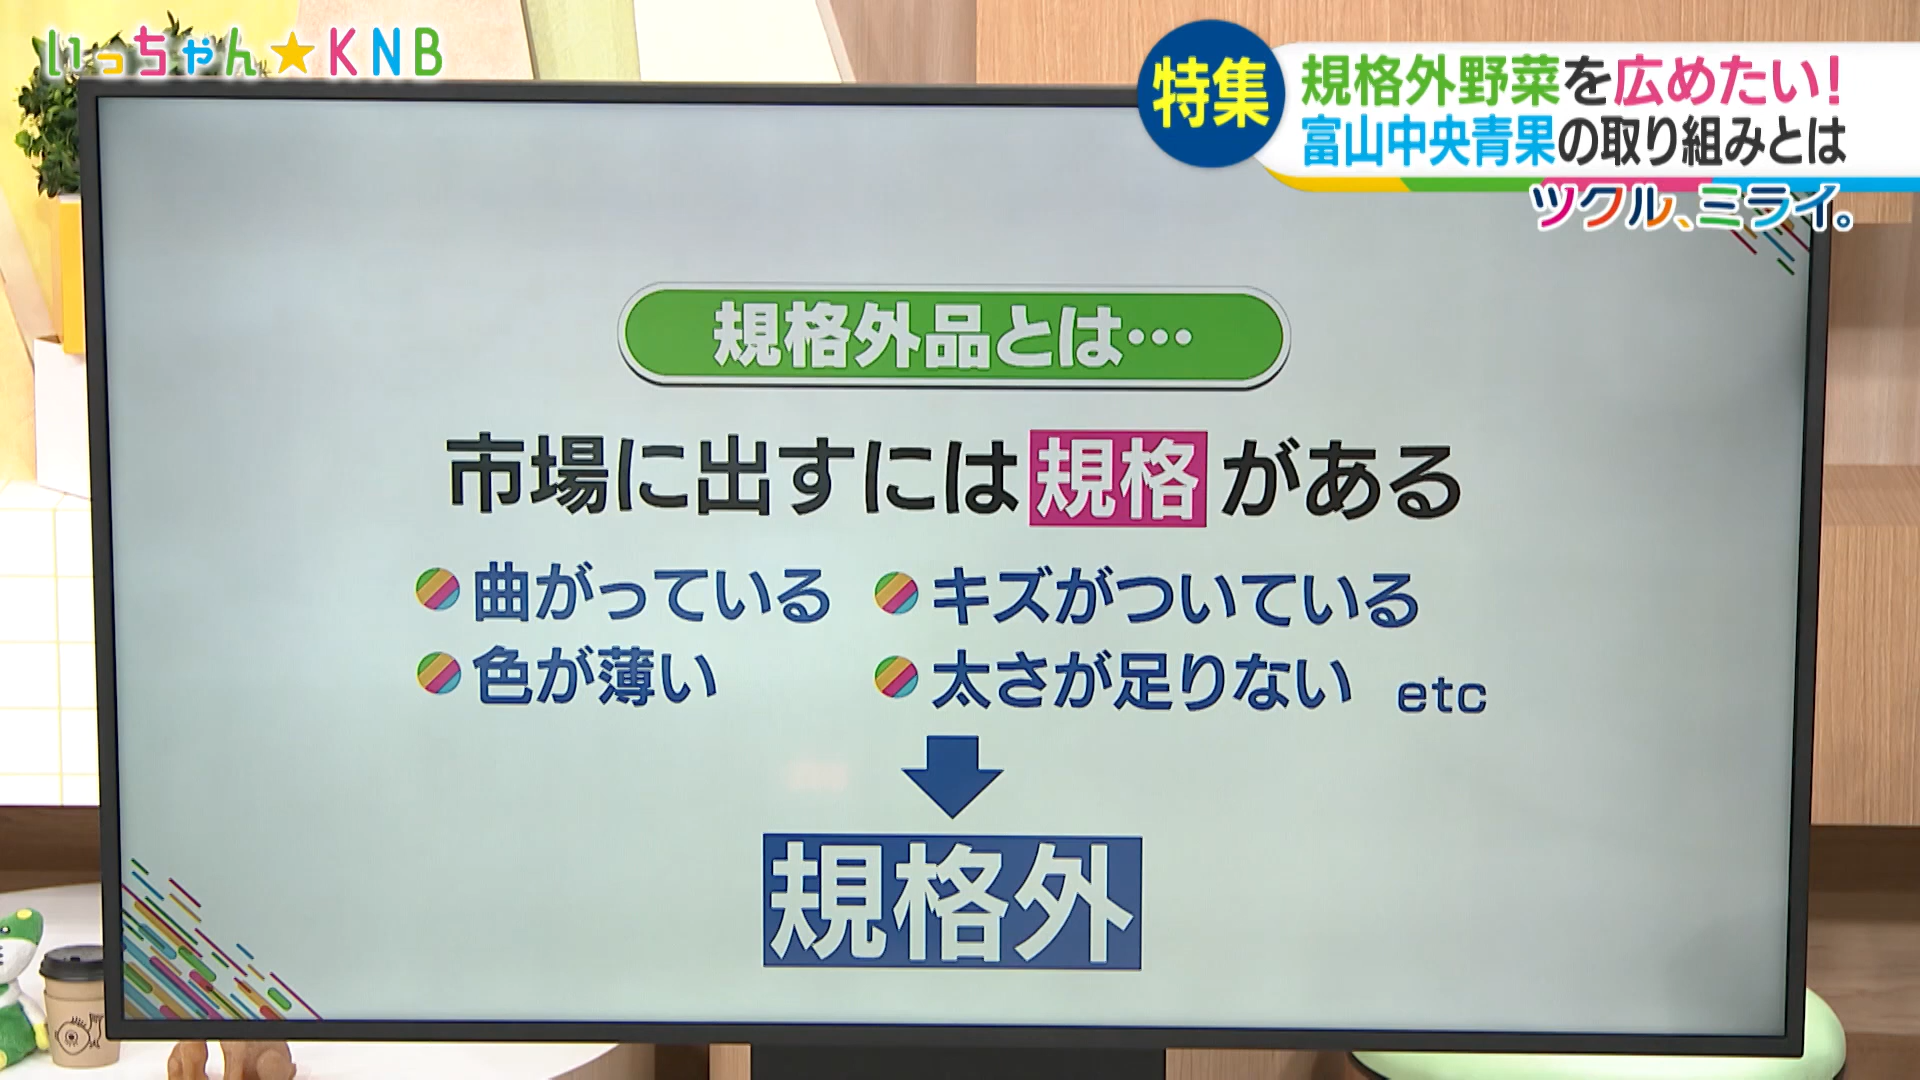 いっちゃん★KNB
特集
規格外野菜を広めたい!
富山中央青果の取り組みとは
ツクル、ミライ。
規格外品とは…
市場に出すには規格がある
曲がっている
キズがついている
色が薄い
太さが足りない etc
規格外